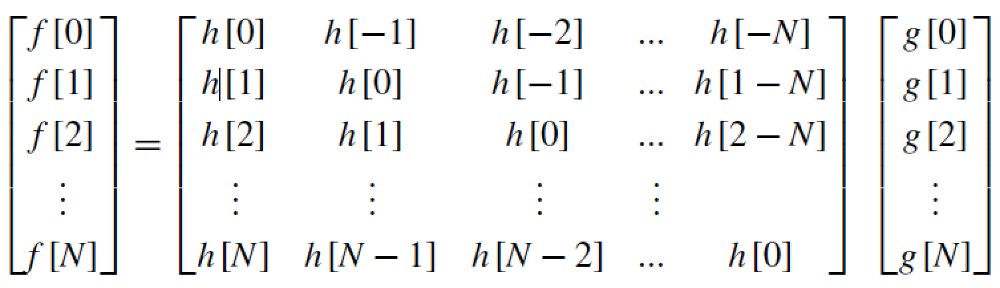 f[0] h[0] h[−1] h[−2] ... h[−N] g[0]
f[1] h[1] h[0] h[−1] ... h[1 − N] g[1]
f[2] = h[2] h[1] h[0] ... h[2 − N] g[2]
⋮ ⋮ ⋮ ⋮ ⋮ ⋮
f[N] h[N] h[N − 1] h[N − 2] ... h[0] g[N]